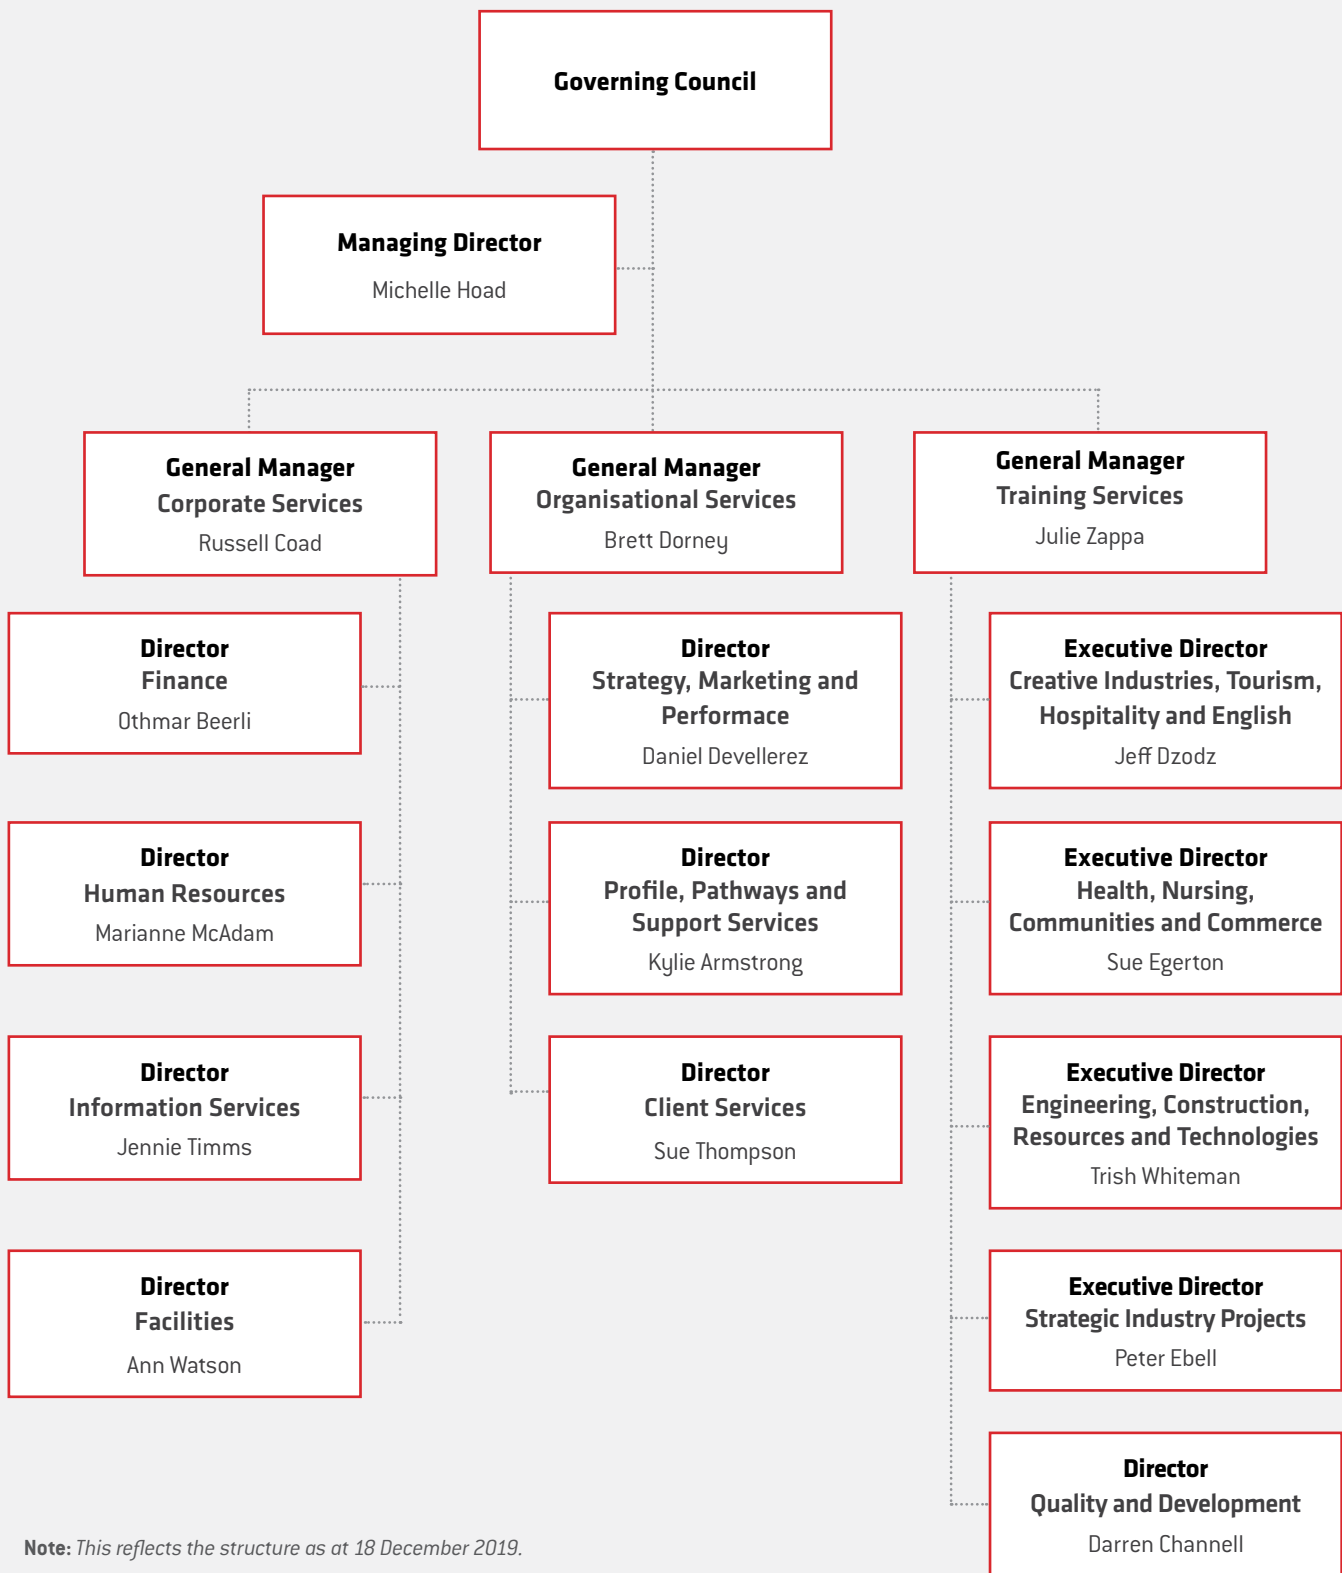 Governing Council
Managing Director
Michelle Hoad
General Manager
Corporate Services
Russell Coad
General Manager
Organisational Services
Brett Dorney
General Manager
Training Services
Julie Zappa
Director
Finance
Othmar Beerli
Director
Human Resources
Marianne McAdam
Director
Information Services
Jennie Timms
Director
Facilities
Ann Watson
Director
Strategy, Marketing and
Performace
Daniel Devellerez
Director
Profile, Pathways and
Support Services
Kylie Armstrong
Director
Client Services
Sue Thompson
Executive Director
Creative Industries, Tourism,
Hospitality and English
Jeff Dzodz
Executive Director
Health, Nursing,
Communities and Commerce
Sue Egerton
Executive Director
Engineering, Construction,
Resources and Technologies
Trish Whiteman
Executive Director
Strategic Industry Projects
Peter Ebell
Director
Quality and Development
Darren Channell
Note: This reflects the structure as at 18 December 2019.